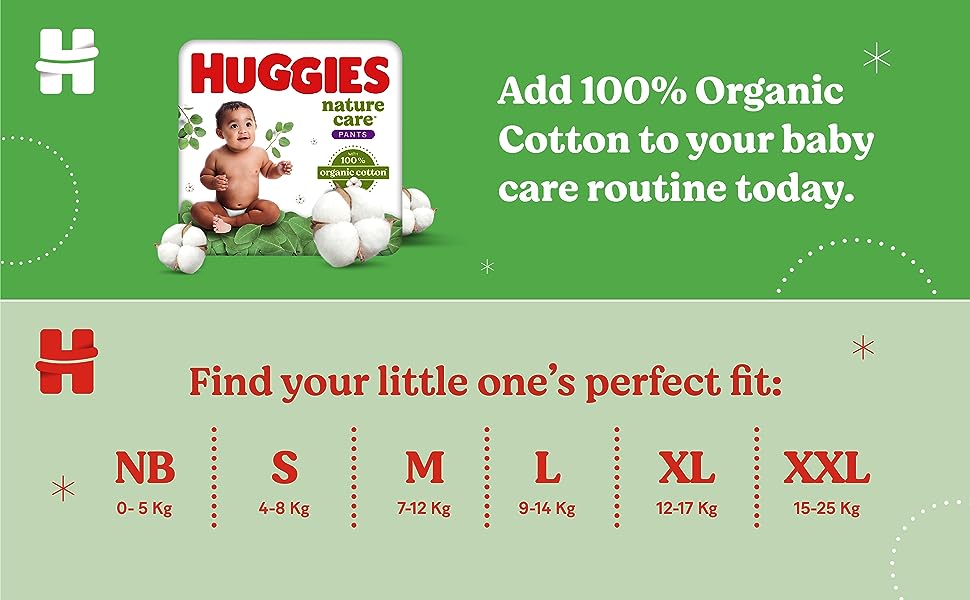 H
HUGGIES
nature
care®
PANTS
with
100%
organic cotton
Add 100% Organic
Cotton to your baby
care routine today.
H
Find your little one’s perfect fit:
NB S M L XL XXL
0- 5 Kg 4-8 Kg 7-12 Kg 9-14 Kg 12-17 Kg 15-25 Kg